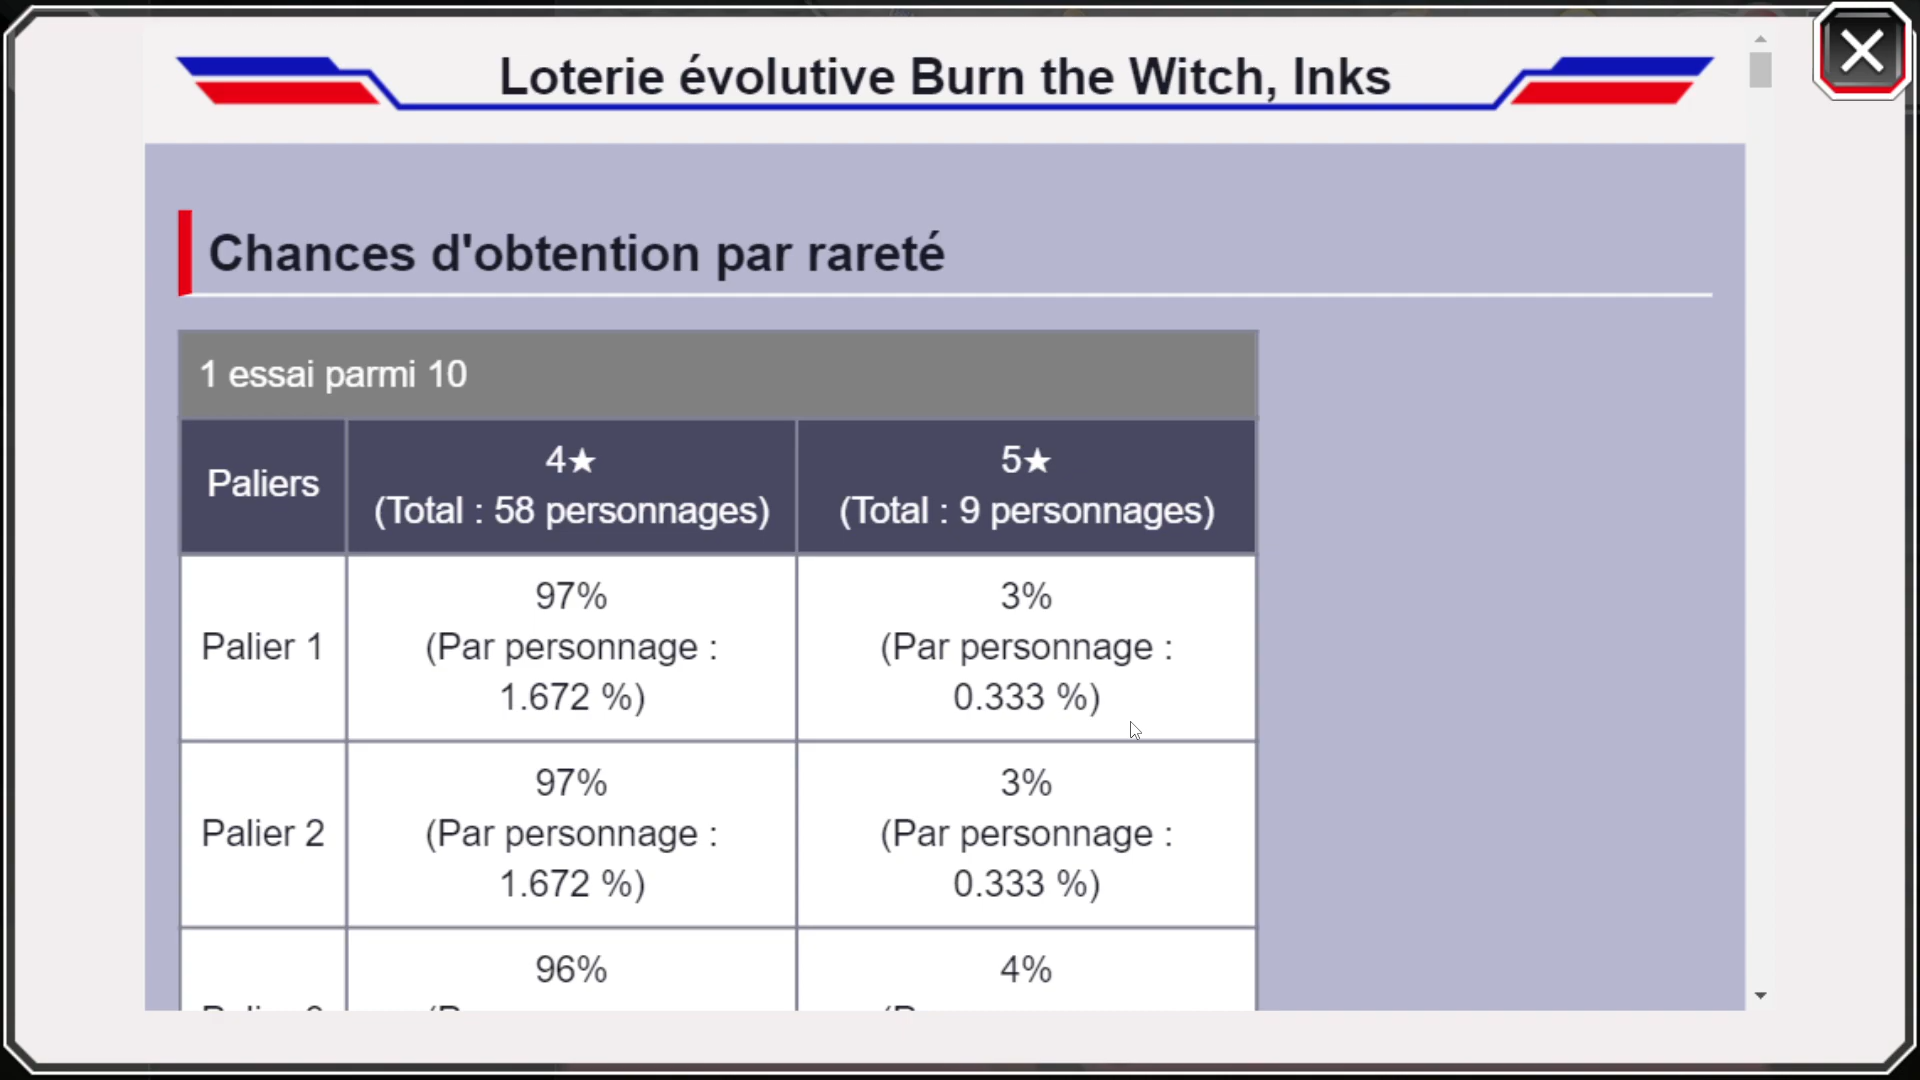 Loterie évolutive Burn the Witch, Inks
Chances d'obtention par rareté
1 essai parmi 10
Paliers
4★
(Total : 58 personnages)
5★
(Total : 9 personnages)
Palier 1
97%
(Par personnage :
1.672 %)
3%
(Par personnage :
0.333 %)
Palier 2
97%
(Par personnage :
1.672 %)
3%
(Par personnage :
0.333 %)
96%
4%